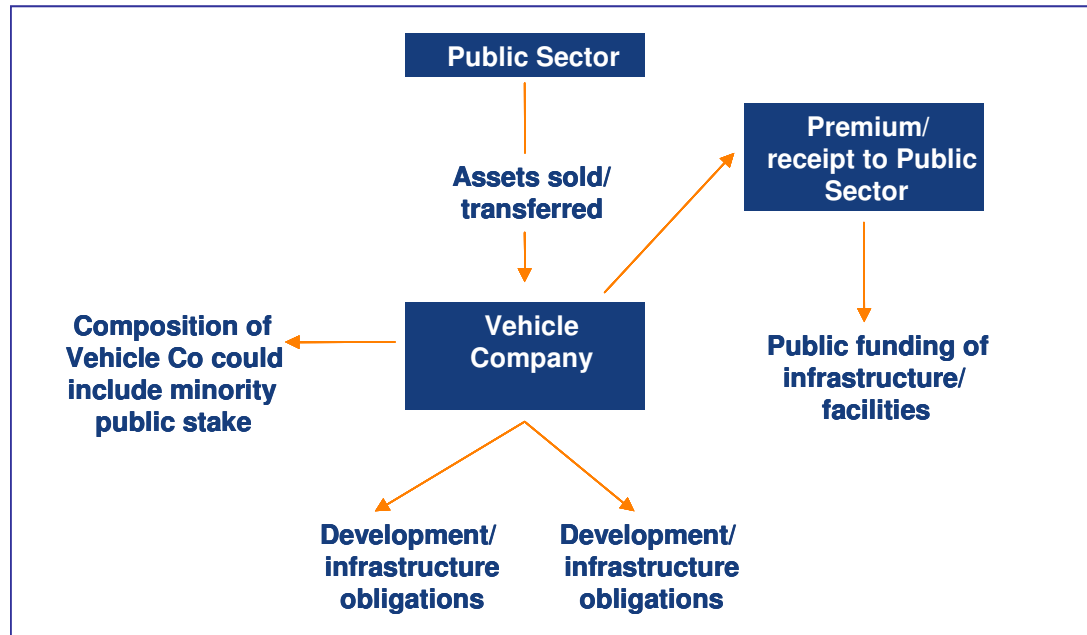 Public Sector
Premium/
receipt to Public
Sector
Assets sold/
transferred
Vehicle
Company
Composition of
Vehicle Co could
include minority
public stake
Public funding of
infrastructure/
facilities
Development/
infrastructure
obligations
Development/
infrastructure
obligations